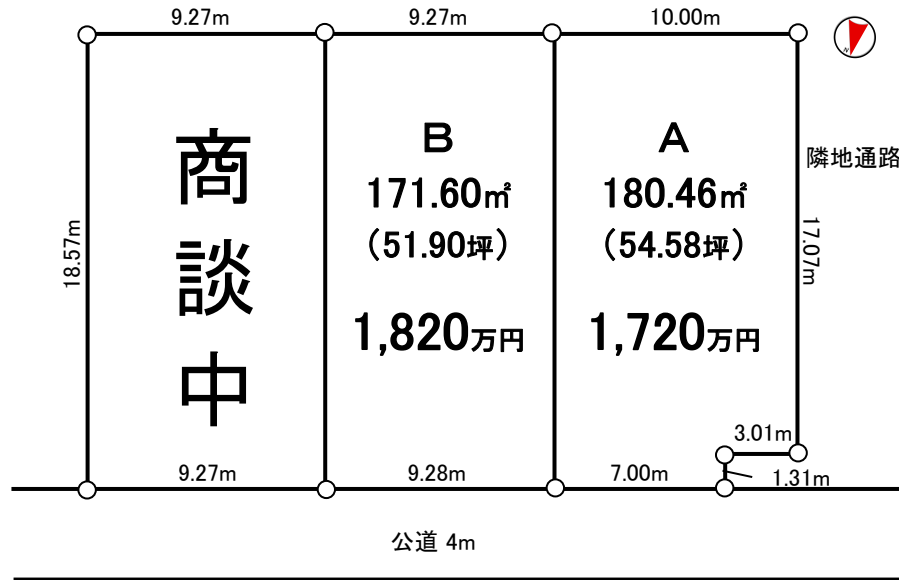 9.27m
9.27m
10.00m
N
商談中
B
171.60㎡
（51.90坪）
1,820万円
A
180.46㎡
（54.58坪）
1,720万円
隣地通路
18.57m
17.07m
3.01m
1.31m
9.27m
9.28m
7.00m
公道 4m